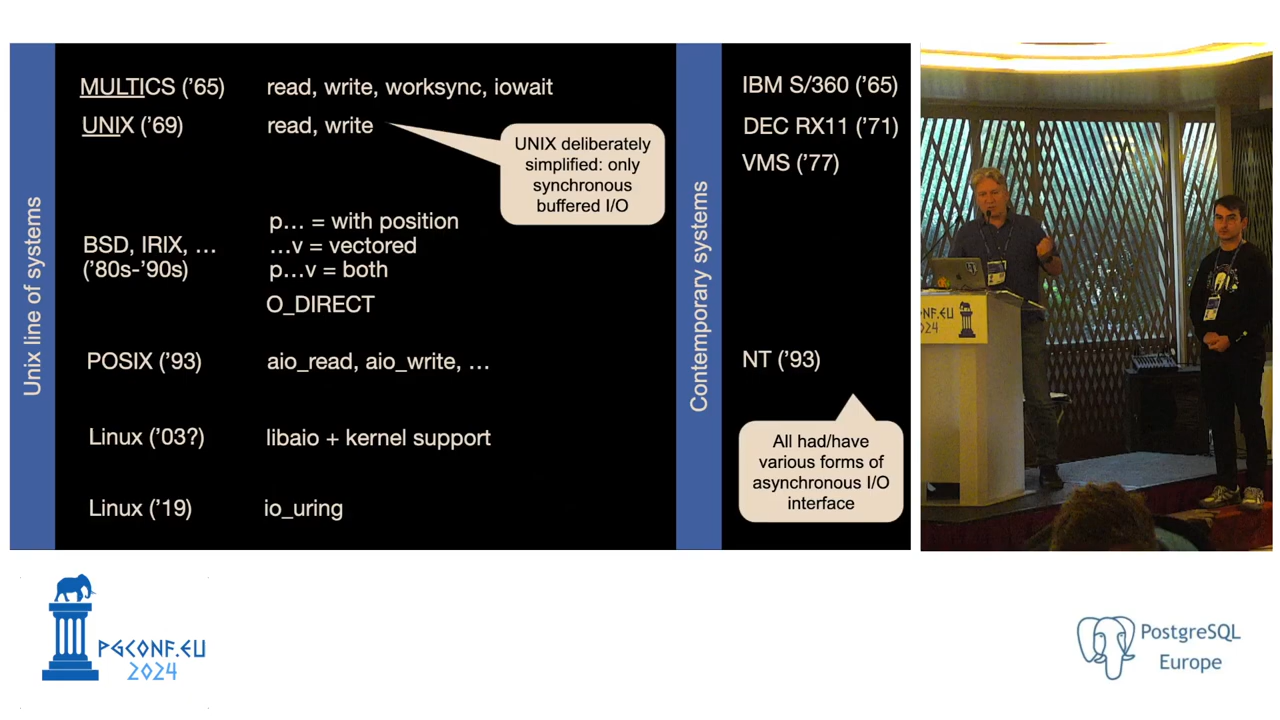 Unix line of systems
MULTICS (’65) read, write, worksync, iowait
UNIX (’69) read, write
UNIX deliberately
simplified: only
synchronous
buffered I/O
BSD, IRIX, …
(’80s-’90s)
p… = with position
…v = vectored
p…v = both
O_DIRECT
POSIX (’93) aio_read, aio_write, …
Linux (’03?) libaio + kernel support
Linux (’19) io_uring
Contemporary systems
IBM S/360 (’65)
DEC RX11 (’71)
VMS (’77)
NT (’93)
All had/have
various forms of
asynchronous I/O
interface
NF.EU
2024
PGCONF.EU
2024
PostgreSQL
Europe